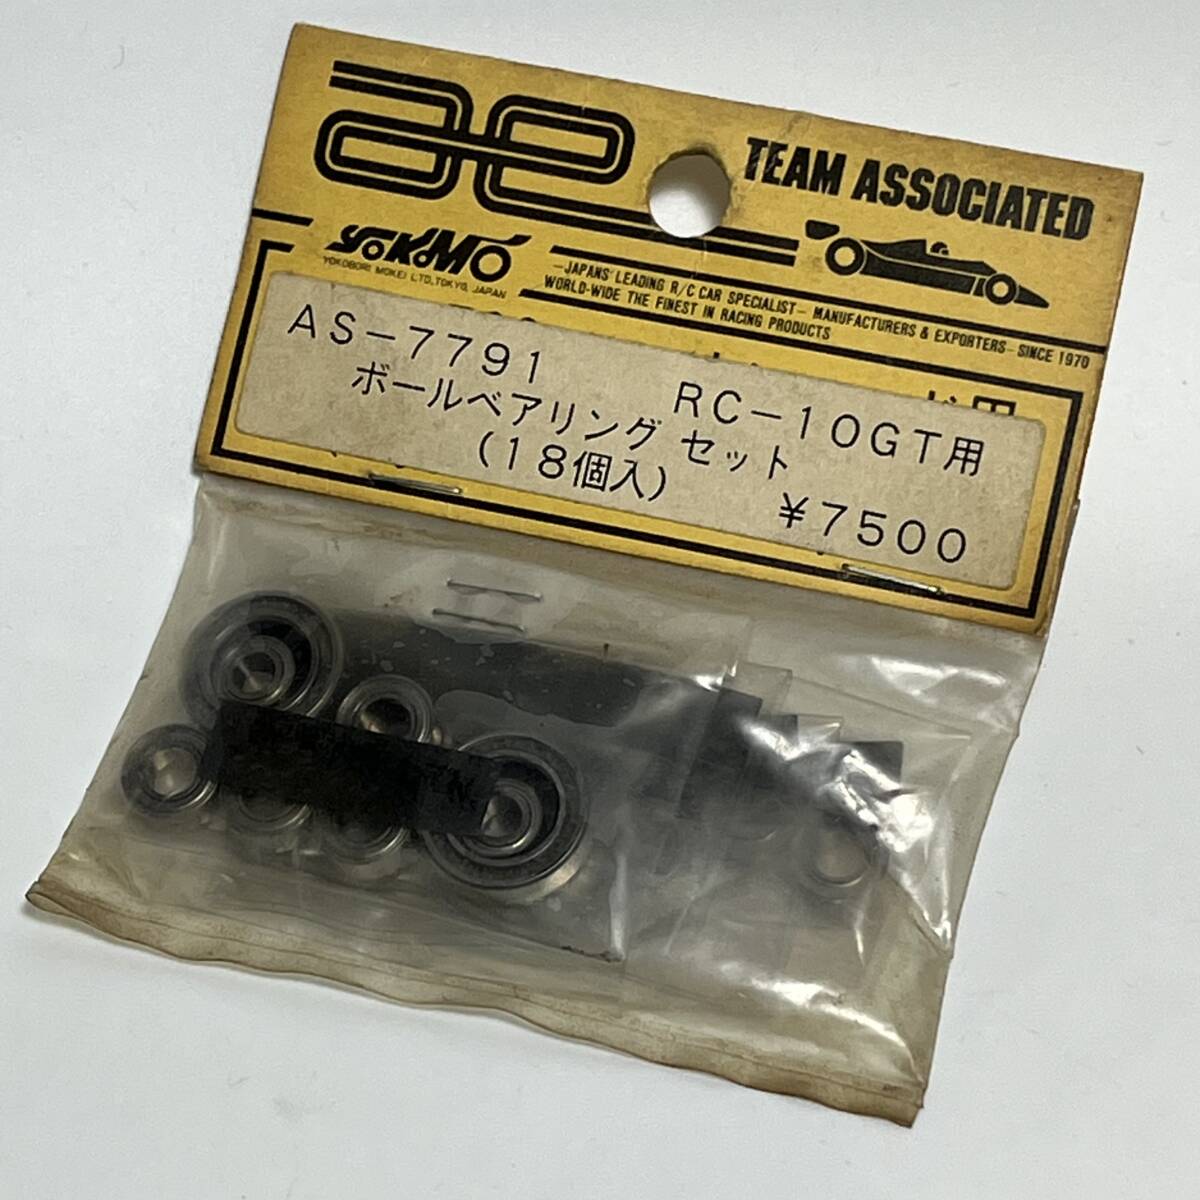 ae
TEAM ASSOCIATED
YOKOMO
YOKOBORI MOKEI LTD, TOKYO, JAPAN
—JAPANS' LEADING R/C CAR SPECIALIST— MANUFACTURERS & EXPORTERS— SINCE 1970
WORLD-WIDE THE FINEST IN RACING PRODUCTS
AS-7791 RC-10GT用
ボールベアリング セット
(18個入) ¥7500